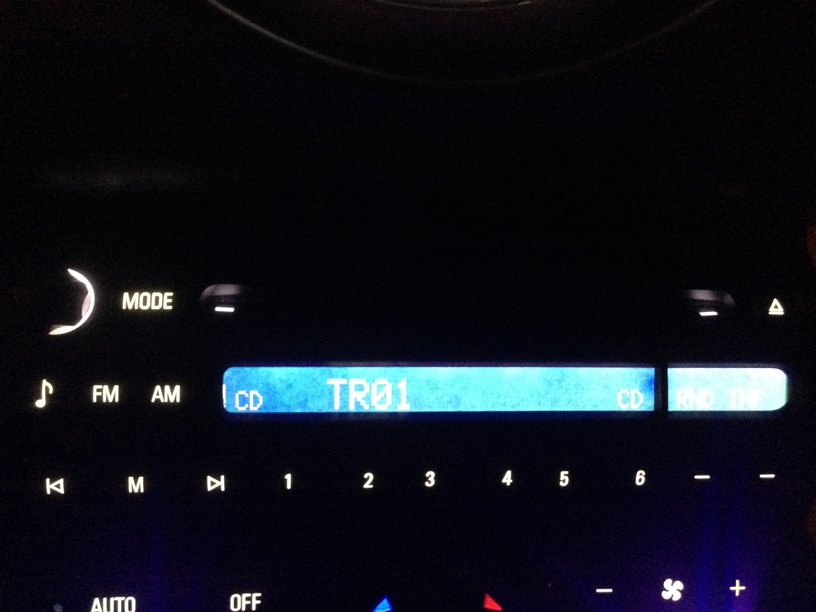 MODE
FM AM CD TR01 CD RND INF
M 1 2 3 4 5 6
AUTO OFF - +